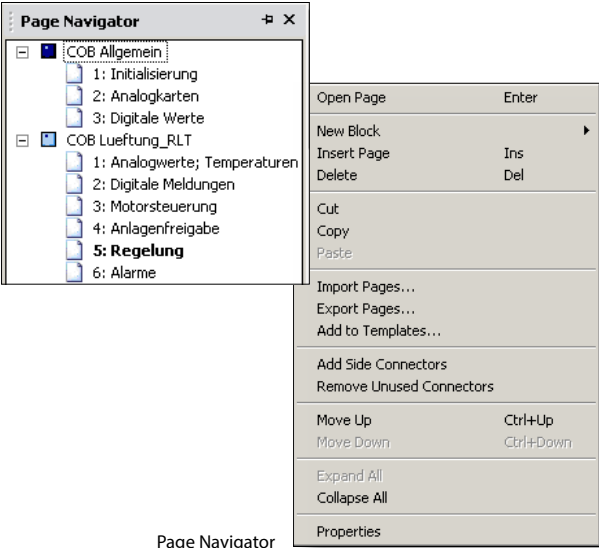 Page Navigator
COB Allgemein
1: Initialisierung
2: Analogkarten
3: Digitale Werte
COB Lueftung_RLT
1: Analogwerte; Temperaturen
2: Digitale Meldungen
3: Motorsteuerung
4: Anlagenfreigabe
5: Regelung
6: Alarme
Open Page Enter
New Block
Insert Page Ins
Delete Del
Cut
Copy
Paste
Import Pages...
Export Pages...
Add to Templates...
Add Side Connectors
Remove Unused Connectors
Move Up Ctrl+Up
Move Down Ctrl+Down
Expand All
Collapse All
Properties
Page Navigator